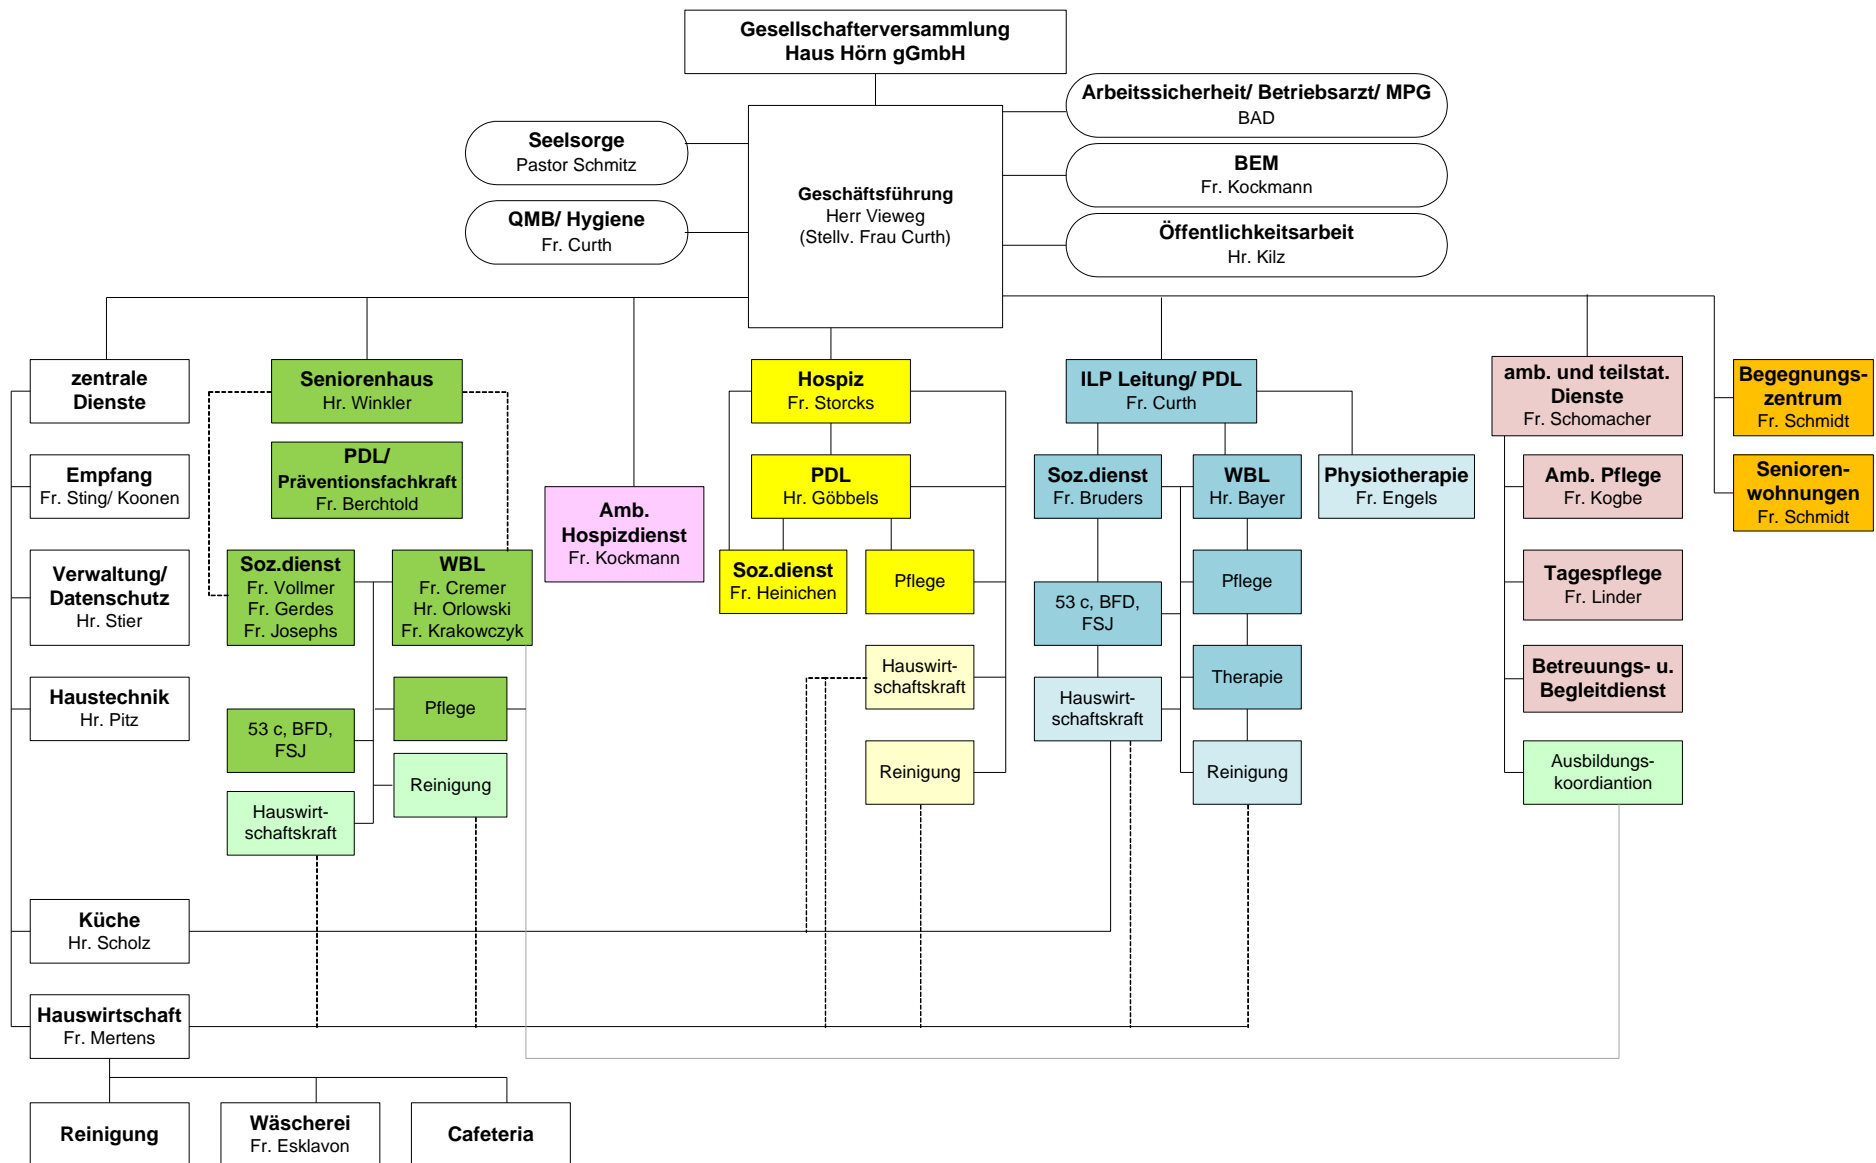 Gesellschafterversammlung
Haus Hörn gGmbH
Arbeitssicherheit/ Betriebsarzt/ MPG
BAD
Seelsorge
Pastor Schmitz
BEM
Fr. Kockmann
Geschäftsführung
Herr Vieweg
(Stellv. Frau Curth)
QMB/ Hygiene
Fr. Curth
Öffentlichkeitsarbeit
Hr. Kilz
zentrale
Dienste
Seniorenhaus
Hr. Winkler
Hospiz
Fr. Storcks
ILP Leitung/ PDL
Fr. Curth
amb. und teilstat.
Dienste
Fr. Schomacher
Begegnungs-
zentrum
Fr. Schmidt
Empfang
Fr. Sting/ Koonen
PDL/
Präventionsfachkraft
Fr. Berchtold
Amb.
Hospizdienst
Fr. Kockmann
PDL
Hr. Göbbels
Soz.dienst
Fr. Bruders
WBL
Hr. Bayer
Physiotherapie
Fr. Engels
Amb. Pflege
Fr. Kogbe
Senioren-
wohnungen
Fr. Schmidt
Verwaltung/
Datenschutz
Hr. Stier
Soz.dienst
Fr. Vollmer
Fr. Gerdes
Fr. Josephs
WBL
Fr. Cremer
Hr. Orlowski
Fr. Krakowczyk
Soz.dienst
Fr. Heinichen
Pflege
53 c, BFD,
FSJ
Pflege
Tagespflege
Fr. Linder
Haustechnik
Hr. Pitz
53 c, BFD,
FSJ
Pflege
Hauswirt-
schaftskraft
Hauswirt-
schaftskraft
Therapie
Betreuungs- u.
Begleitdienst
Hauswirt-
schaftskraft
Reinigung
Reinigung
Reinigung
Ausbildungs-
koordiantion
Küche
Hr. Scholz
Hauswirtschaft
Fr. Mertens
Reinigung
Wäscherei
Fr. Esklavon
Cafeteria